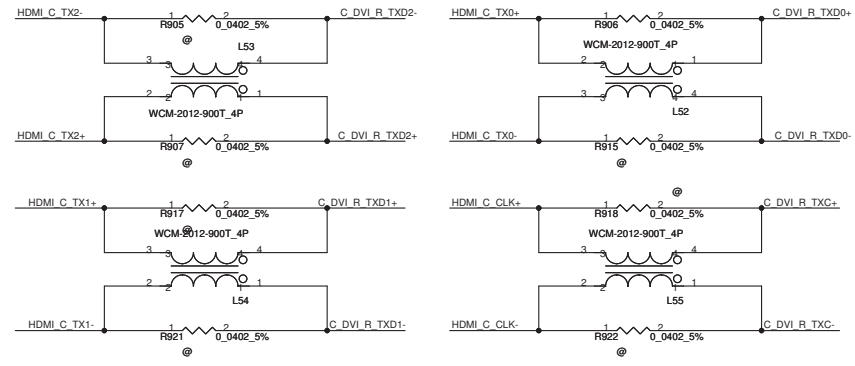 HDMI_C_TX2- 1 2 C_DVI_R_TXD2-
R905 0_0402_5%
@
L53
3 3 4 4
2 2 1 1
WCM-2012-900T_4P
HDMI_C_TX2+ 1 2 C_DVI_R_TXD2+
R907 0_0402_5%
@
HDMI_C_TX0+ 1 2 C_DVI_R_TXD0+
R906 0_0402_5%
@
WCM-2012-900T_4P
2 2 1 1
3 3 4 4
L52
HDMI_C_TX0- 1 2 C_DVI_R_TXD0-
R915 0_0402_5%
@
HDMI_C_TX1+ 1 2 C_DVI_R_TXD1+
R917 0_0402_5%
@
WCM-2012-900T_4P
3 3 4 4
2 2 1 1
L54
HDMI_C_TX1- 1 2 C_DVI_R_TXD1-
R921 0_0402_5%
@
@
HDMI_C_CLK+ 1 2 C_DVI_R_TXC+
R918 0_0402_5%
WCM-2012-900T_4P
3 3 4 4
2 2 1 1
L55
HDMI_C_CLK- 1 2 C_DVI_R_TXC-
R922 0_0402_5%
@